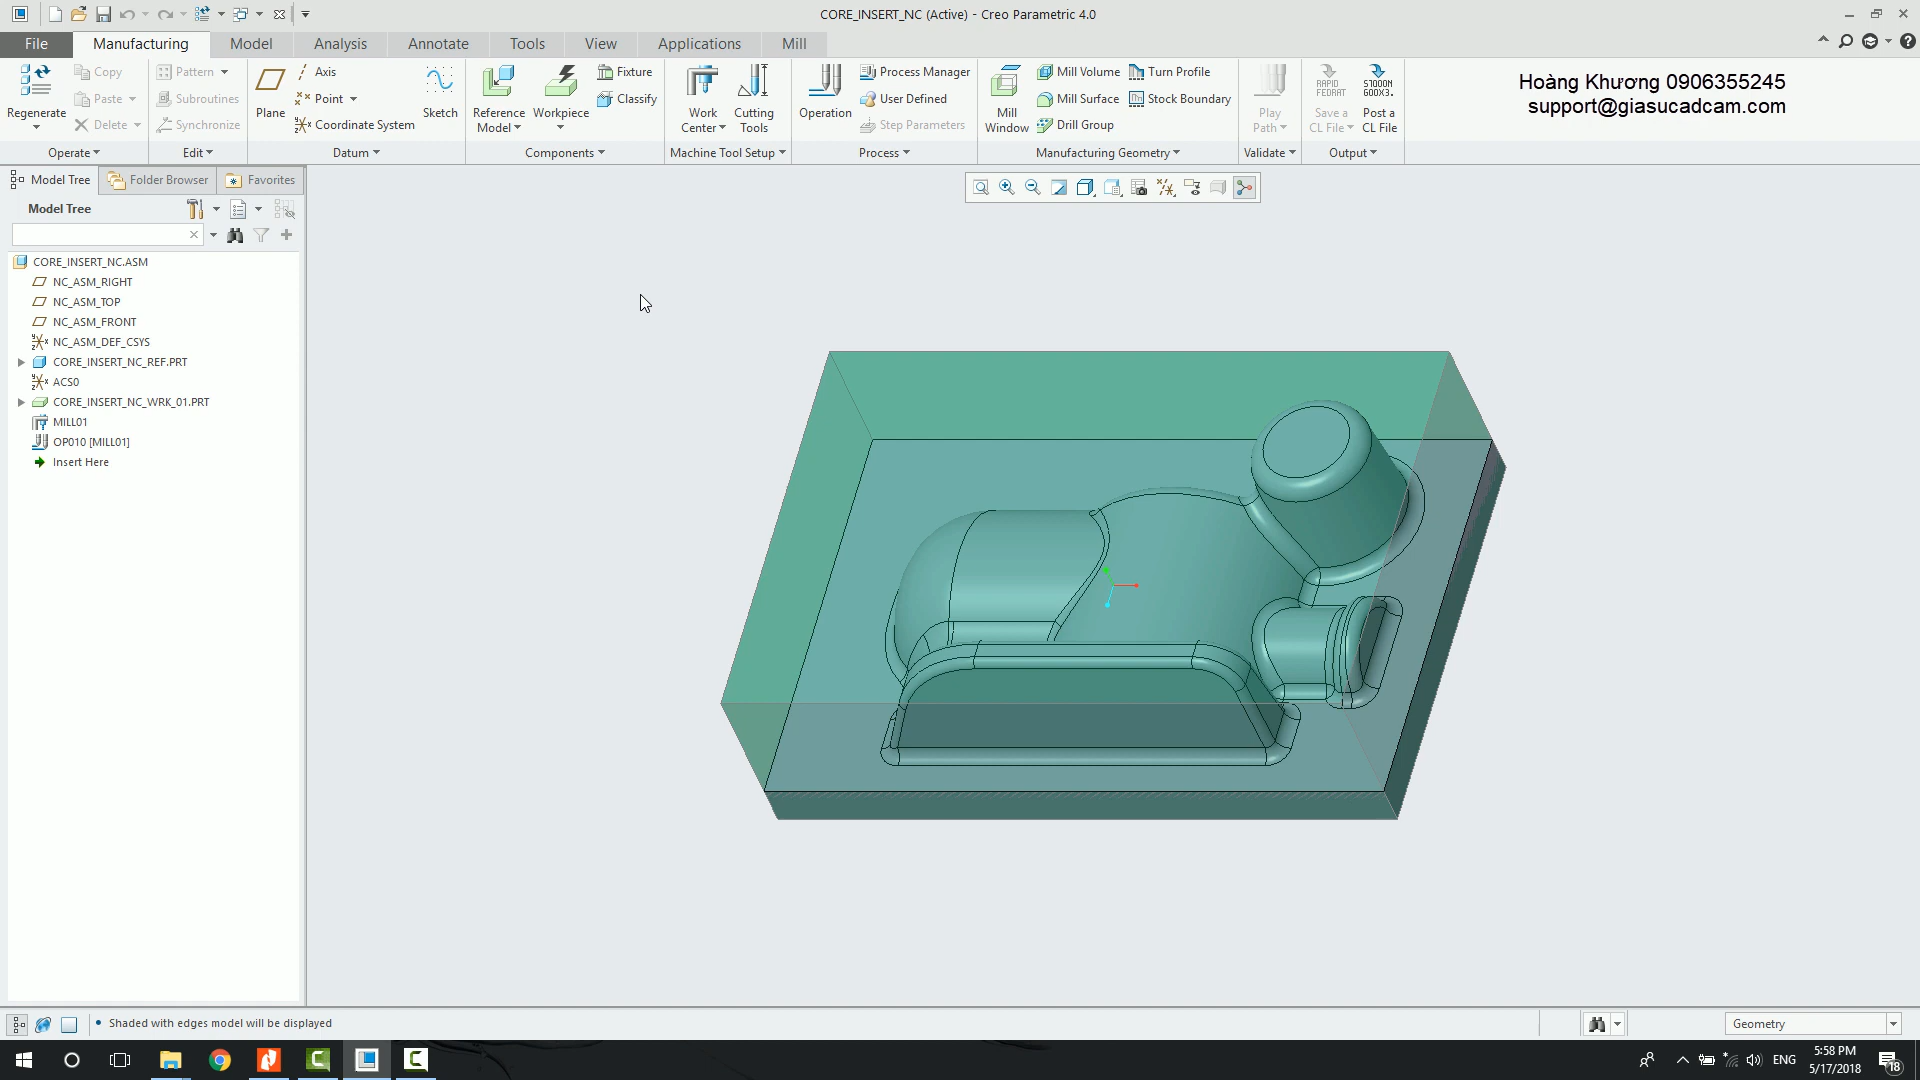 CORE_INSERT_NC (Active) - Creo Parametric 4.0
File Manufacturing Model Analysis Annotate Tools View Applications Mill
Regenerate
Copy
Paste
Delete
Operate
Pattern
Subroutines
Synchronize
Edit
Plane
Axis
Point
Coordinate System
Sketch
Datum
Reference Model
Workpiece
Fixture
Classify
Components
Work Center
Cutting Tools
Machine Tool Setup
Operation
Process Manager
User Defined
Step Parameters
Process
Mill Window
Mill Volume
Mill Surface
Drill Group
Turn Profile
Stock Boundary
Manufacturing Geometry
Play Path
Validate
RAPID
FEDRAT
Save a CL File
G00X3.
Post a CL File
Output
Hoàng Khương 0906355245
support@giasucadcam.com
Model Tree Folder Browser Favorites
Model Tree
CORE_INSERT_NC.ASM
NC_ASM_RIGHT
NC_ASM_TOP
NC_ASM_FRONT
NC_ASM_DEF_CSYS
CORE_INSERT_NC_REF.PRT
ACS0
CORE_INSERT_NC_WRK_01.PRT
MILL01
OP010 [MILL01]
Insert Here
• Shaded with edges model will be displayed
Geometry
ENG
5:58 PM
5/17/2018
18